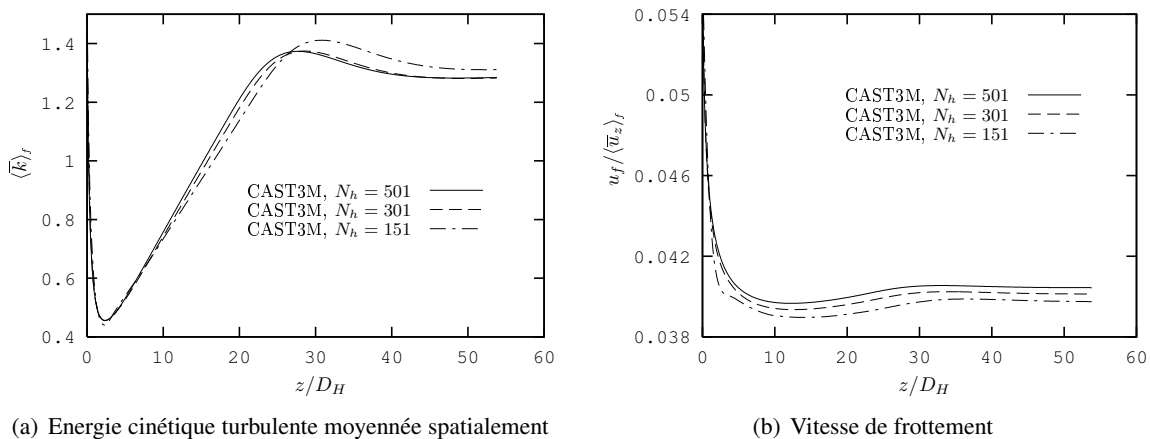 1.4
1.2
1
0.8
0.6
0.4
⟨k̅⟩_f
CAST3M, N_h = 501
CAST3M, N_h = 301
CAST3M, N_h = 151
0 10 20 30 40 50 60
z/D_H
(a) Energie cinétique turbulente moyennée spatialement
0.054
0.05
0.046
0.042
0.038
u_f/⟨u̅_z⟩_f
CAST3M, N_h = 501
CAST3M, N_h = 301
CAST3M, N_h = 151
0 10 20 30 40 50 60
z/D_H
(b) Vitesse de frottement